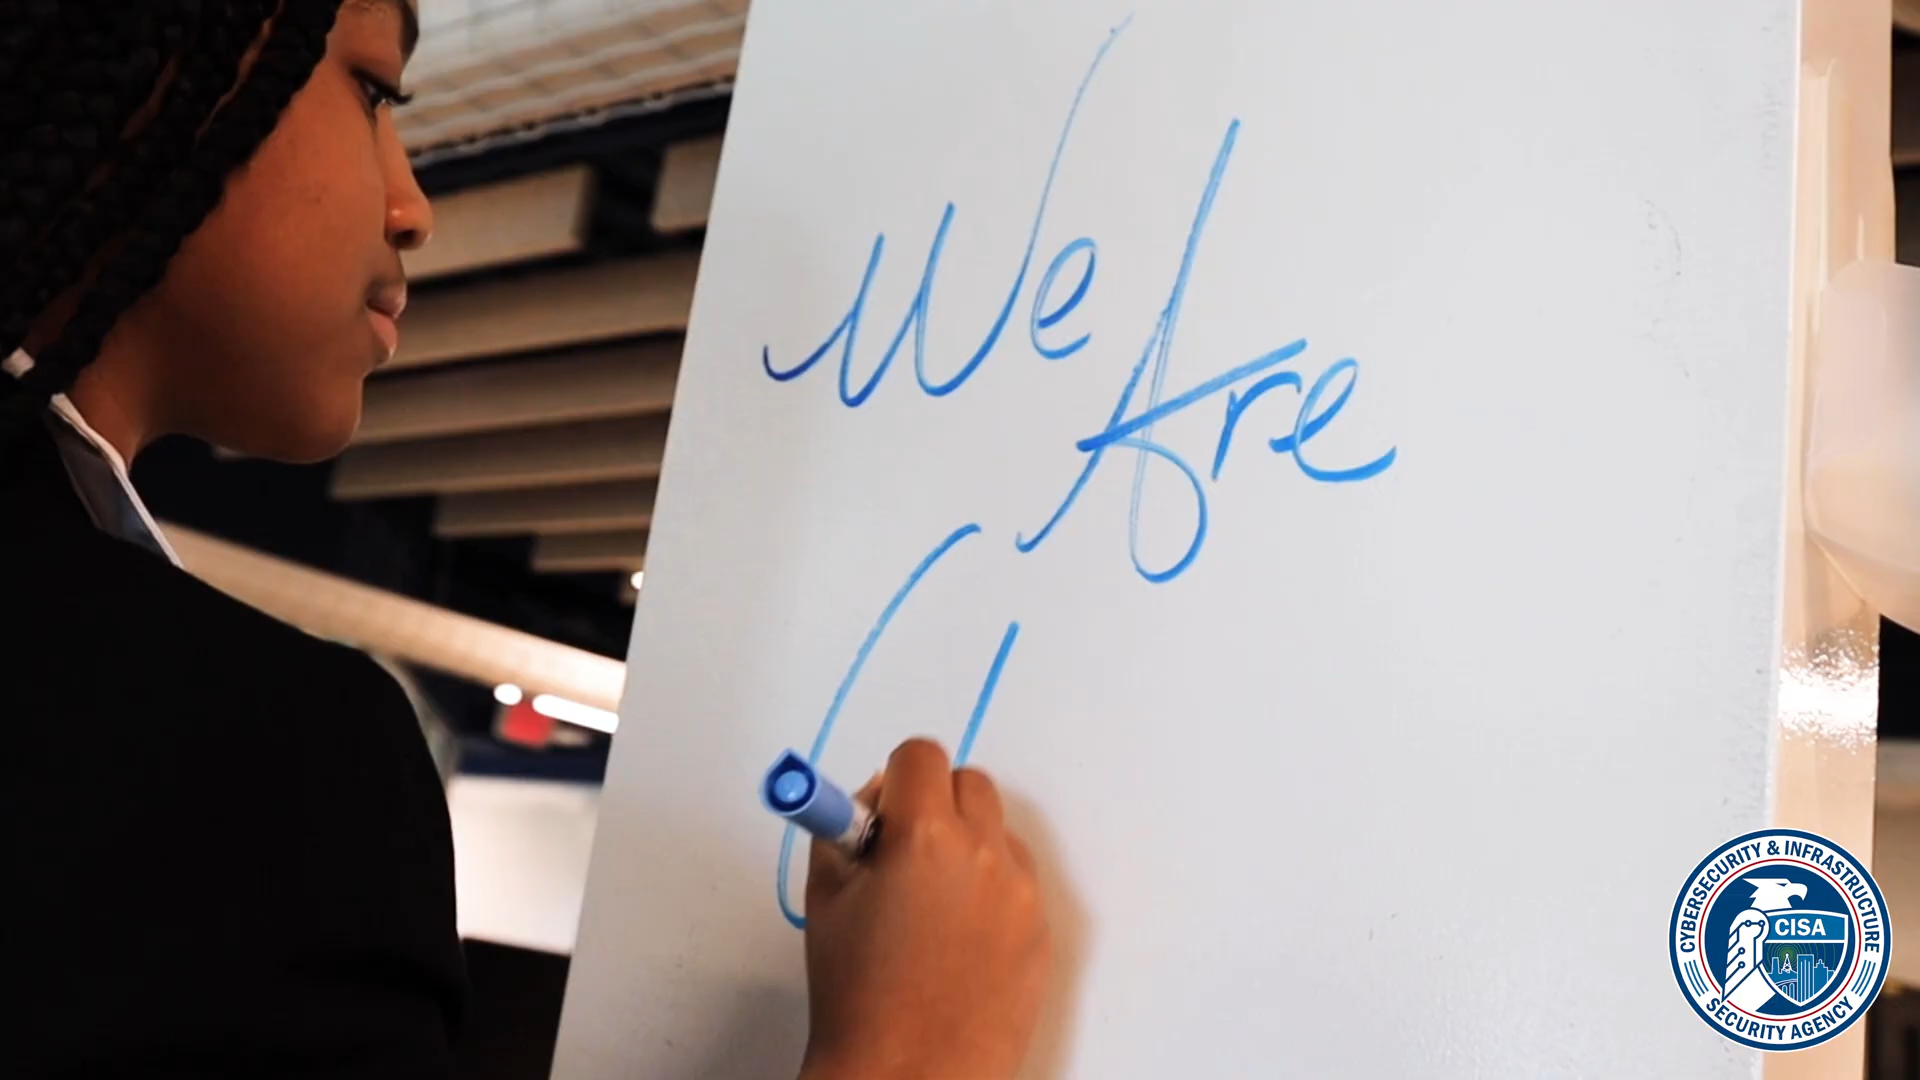 We Are
CYBERSECURITY & INFRASTRUCTURE
CISA
SECURITY AGENCY